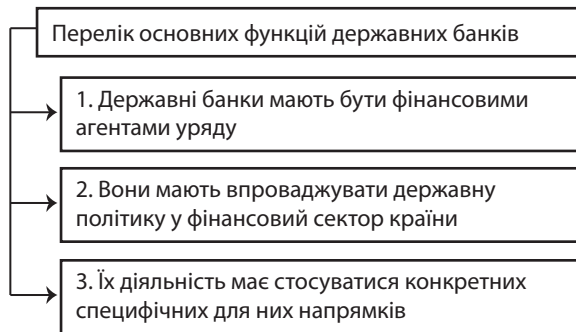 Перелік основних функцій державних банків
1. Державні банки мають бути фінансовими
агентами уряду
2. Вони мають впроваджувати державну
політику у фінансовий сектор країни
3. Їх діяльність має стосуватися конкретних
специфічних для них напрямків